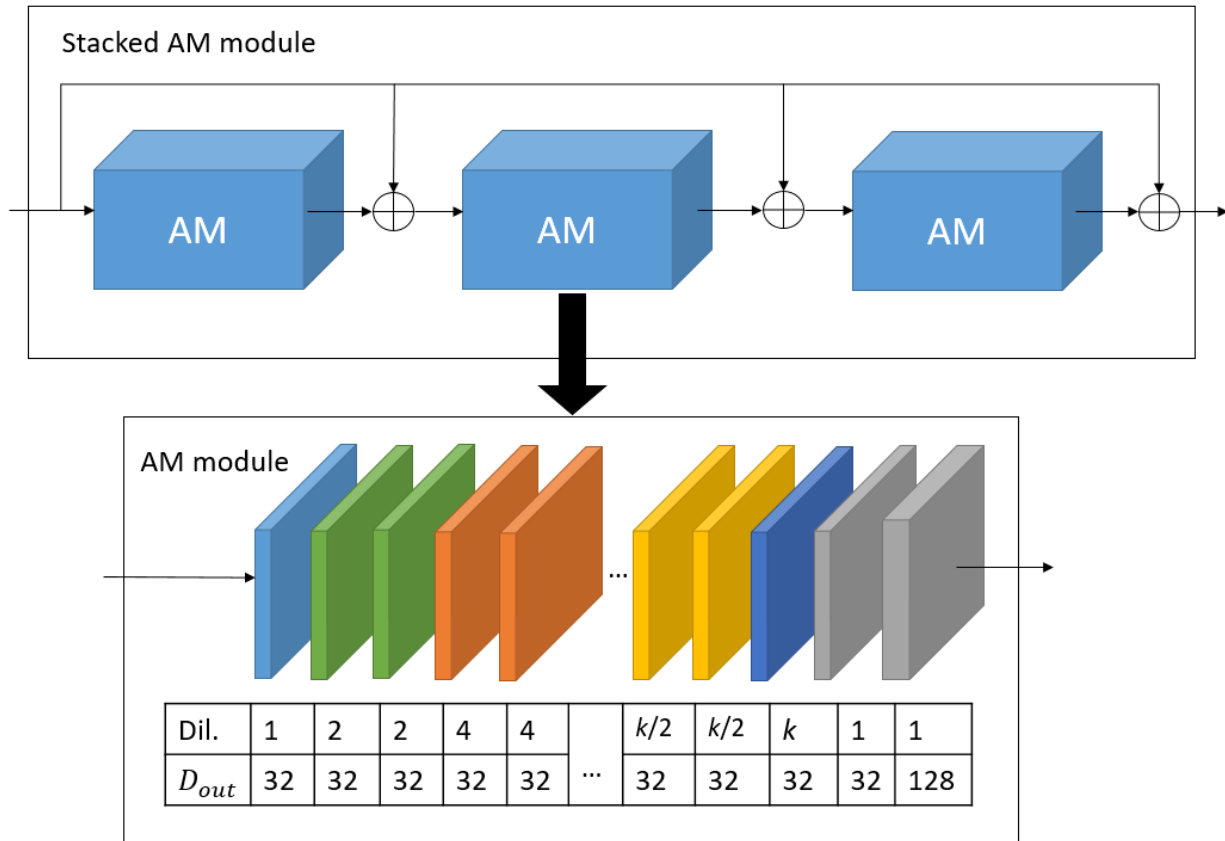 Stacked AM module
AM AM AM
AM module
...
Dil. 1 2 2 4 4 ... k/2 k/2 k 1 1
D_out 32 32 32 32 32 32 32 32 32 128